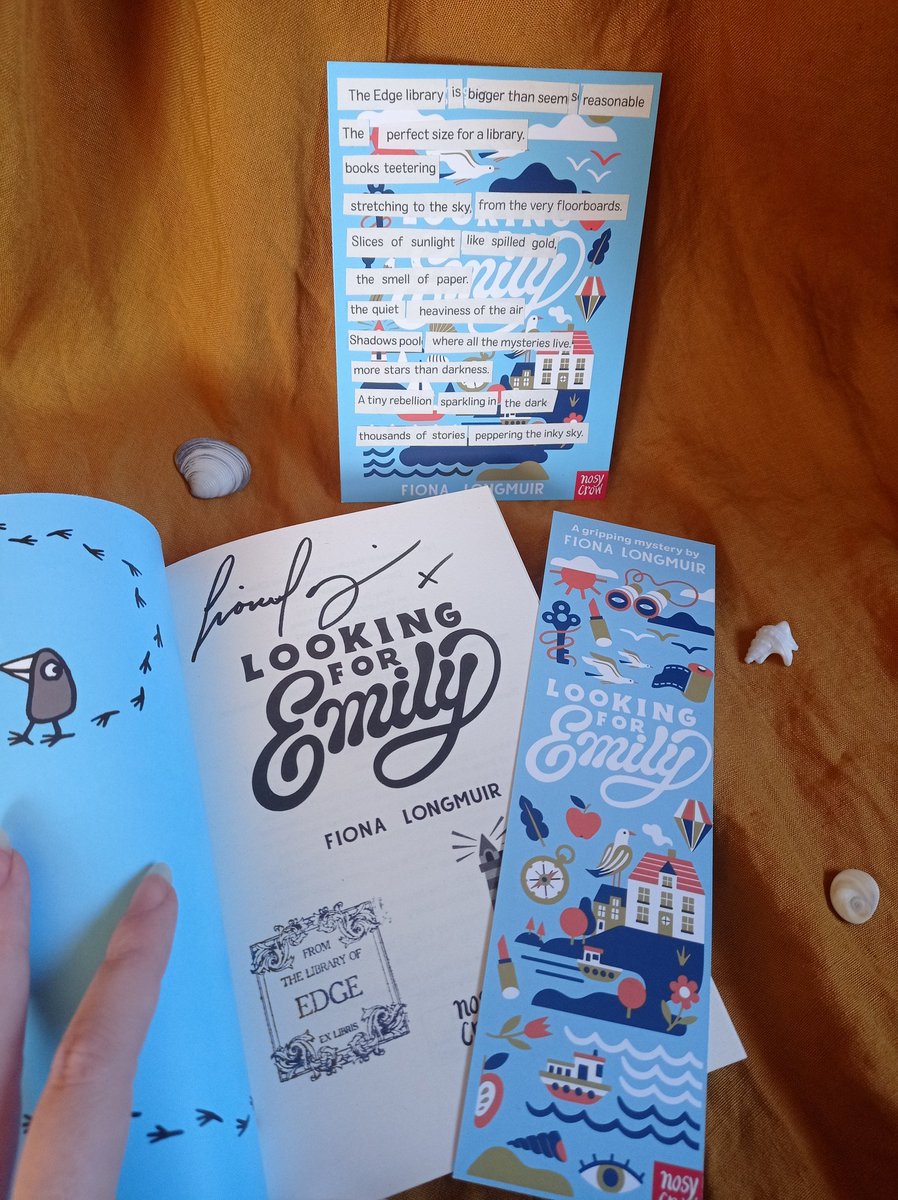 The Edge library is bigger than seem s reasonable
The perfect size for a library.
books teetering
stretching to the sky, from the very floorboards.
LOOKING
Slices of sunlight like spilled gold,
Emily
the smell of paper.
the quiet heaviness of the air
Shadows pool where all the mysteries live.
more stars than darkness.
A tiny rebellion sparkling in the dark
thousands of stories peppering the inky sky.
FIONA LONGMUIR
nosy
crow
x
LOOKING
FOR
Emily
FIONA LONGMUIR
FROM
THE LIBRARY OF
EDGE
EX LIBRIS
A gripping mystery by
FIONA LONGMUIR
LOOKING
FOR
Emily
nosy